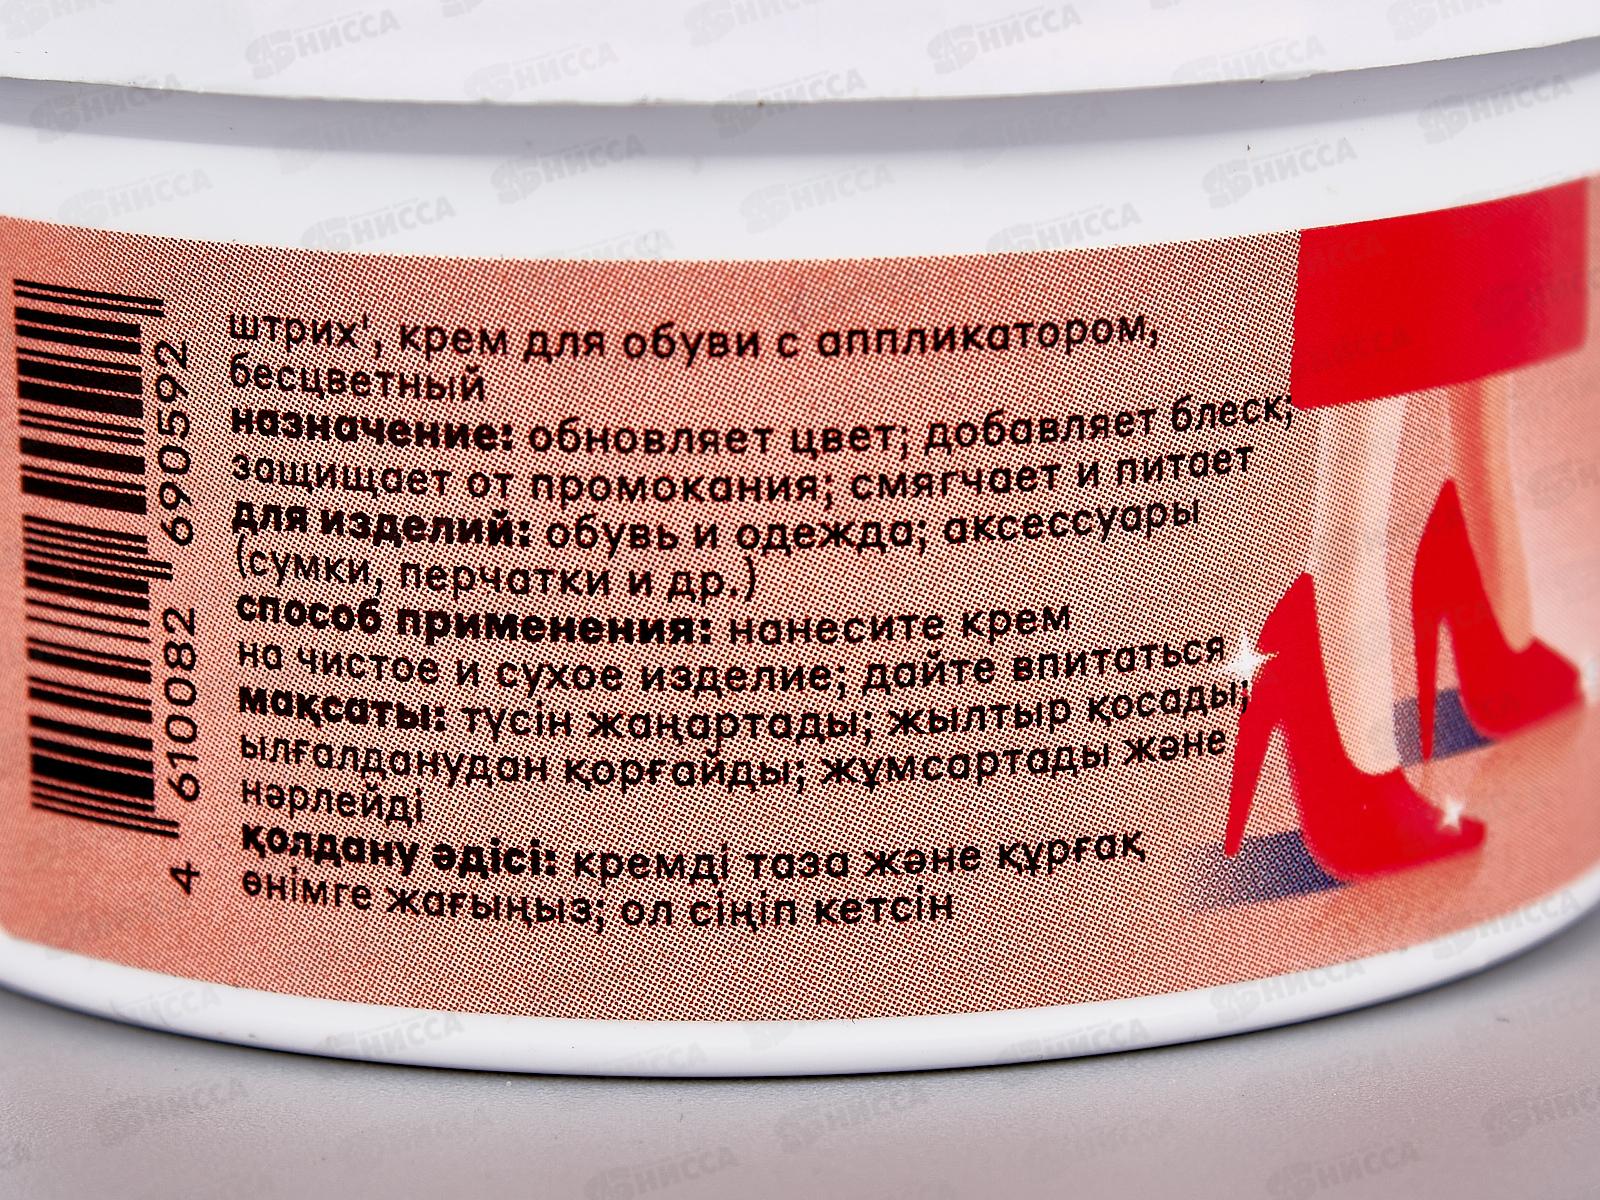 штрих', крем для обуви с аппликатором,
бесцветный
назначение: обновляет цвет; добавляет блеск;
защищает от промокания; смягчает и питает
для изделий: обувь и одежда; аксессуары
(сумки, перчатки и др.)
способ применения: нанесите крем
на чистое и сухое изделие; дайте впитаться
мақсаты: түсін жаңартады; жылтыр қосады;
ылғалданудан қорғайды; жұмсартады және
нәрлейді
қолдану әдісі: кремді таза және құрғақ
өнімге жағыңыз; ол сіңіп кетсін
4 610082 690592
НИССА